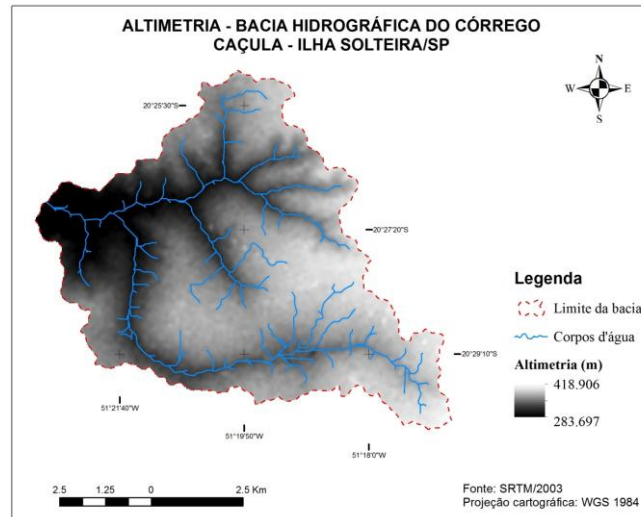 ALTIMETRIA - BACIA HIDROGRÁFICA DO CÓRREGO
CAÇULA - ILHA SOLTEIRA/SP
N
W E
S
20°25'30"S
20°27'20"S
20°29'10"S
51°21'40"W
51°19'50"W
51°18'0"W
Legenda
Limite da bacia
Corpos d'água
Altimetria (m)
418.906
283.697
2.5 1.25 0 2.5 Km
Fonte: SRTM/2003
Projeção cartográfica: WGS 1984